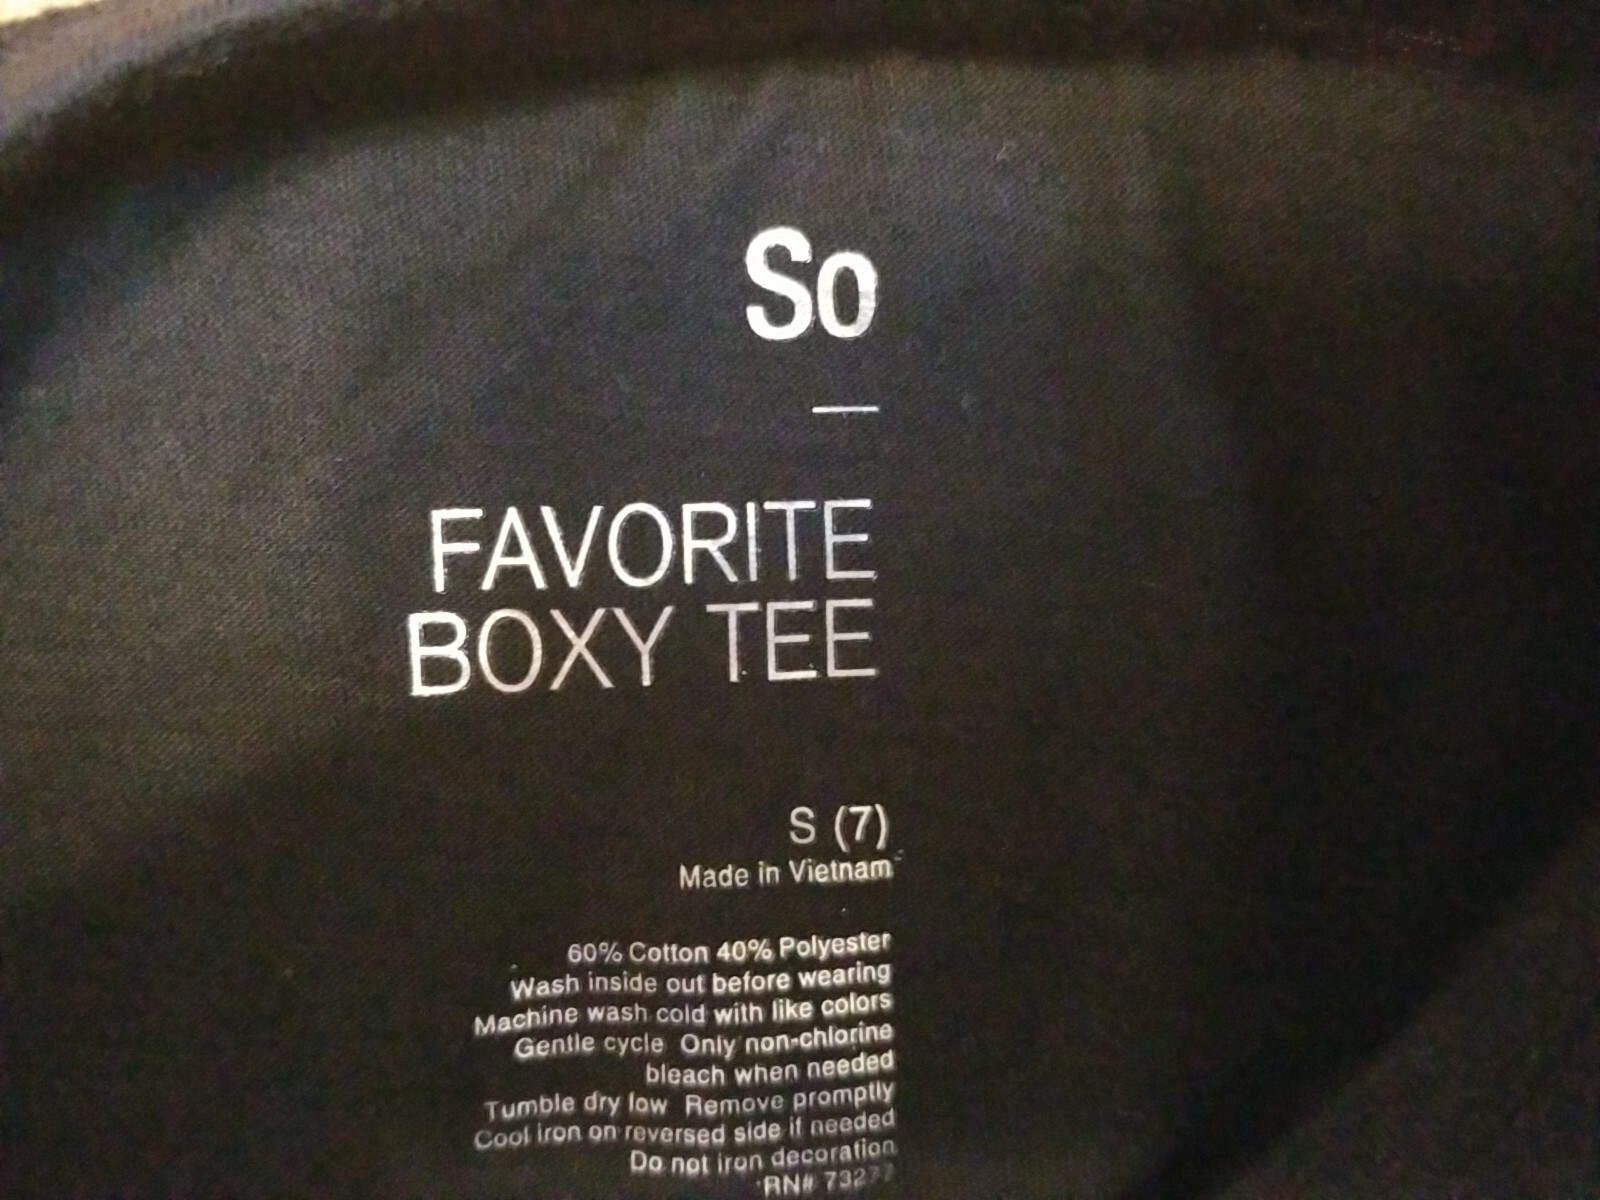 So
FAVORITE
BOXY TEE
S (7)
Made in Vietnam
60% Cotton 40% Polyester
Wash inside out before wearing
Machine wash cold with like colors
Gentle cycle Only non-chlorine
bleach when needed
Tumble dry low Remove promptly
Cool iron on reversed side if needed
Do not iron decoration
RN#